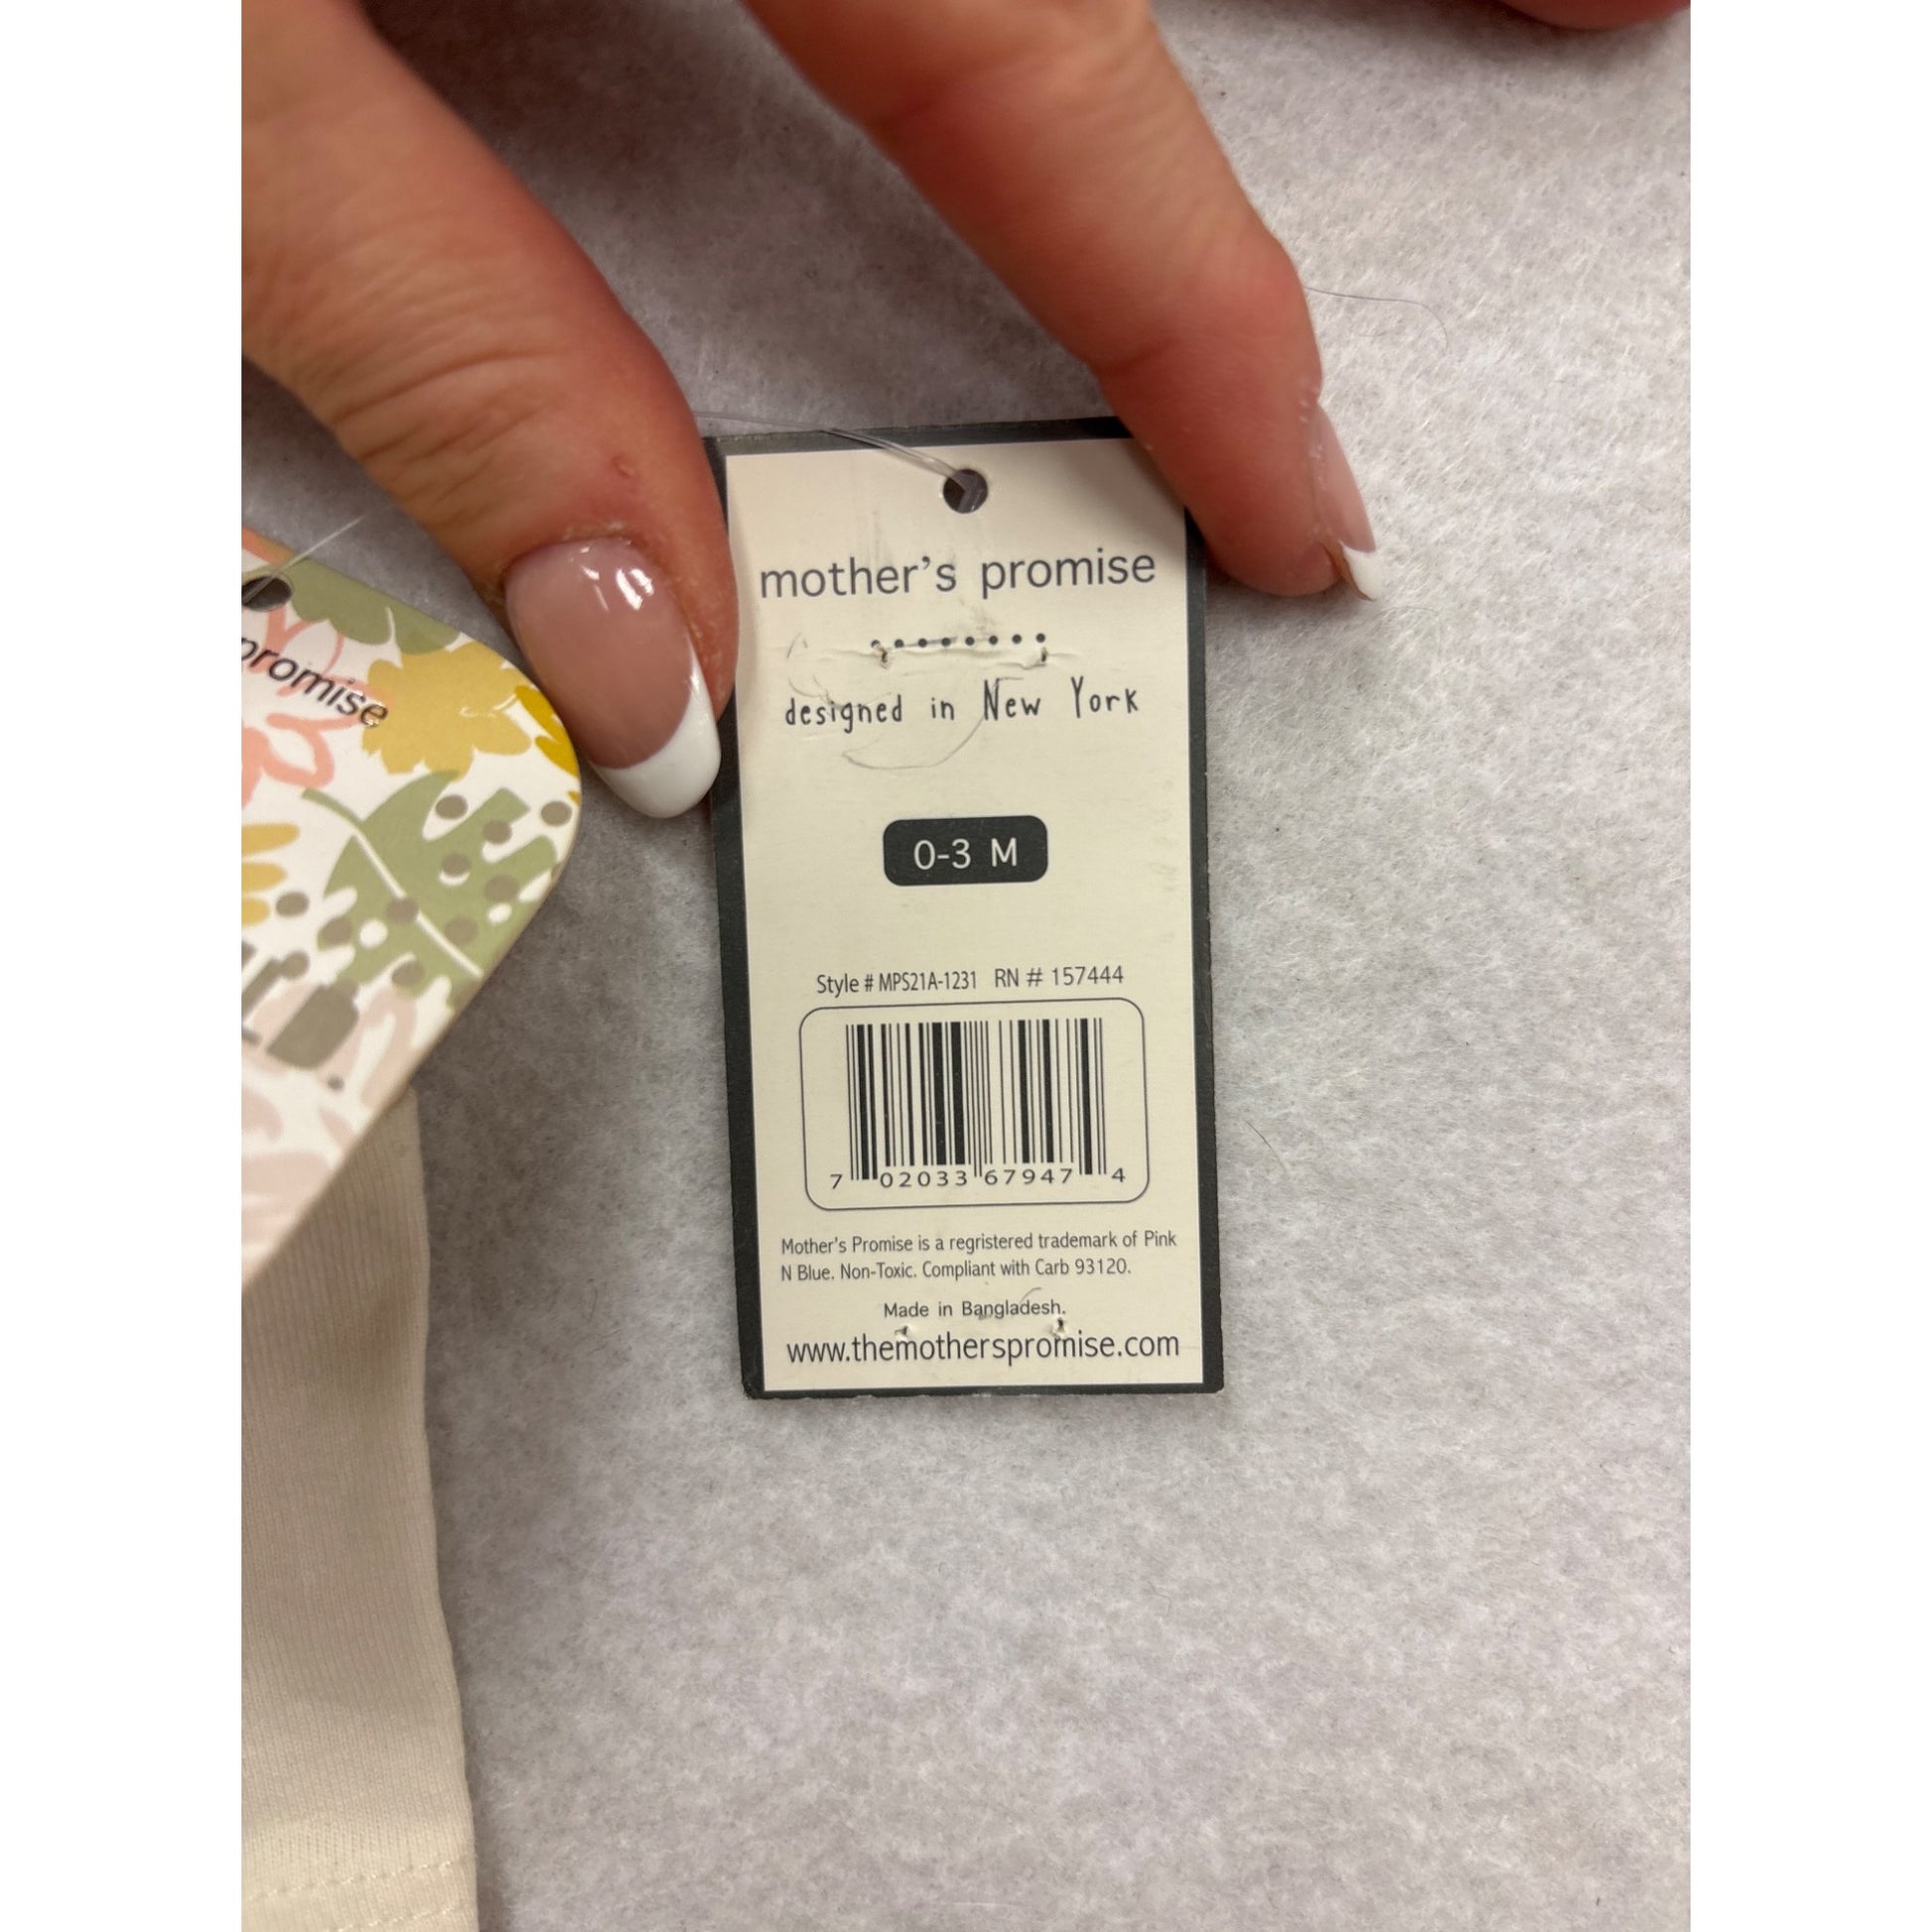 mother's promise
designed in New York
0-3 M
Style # MPS21A-1231 RN # 157444
7 02033 67947 4
Mother's Promise is a regristered trademark of Pink
N Blue. Non-Toxic. Compliant with Carb 93120.
Made in Bangladesh.
www.themotherspromise.com
promise